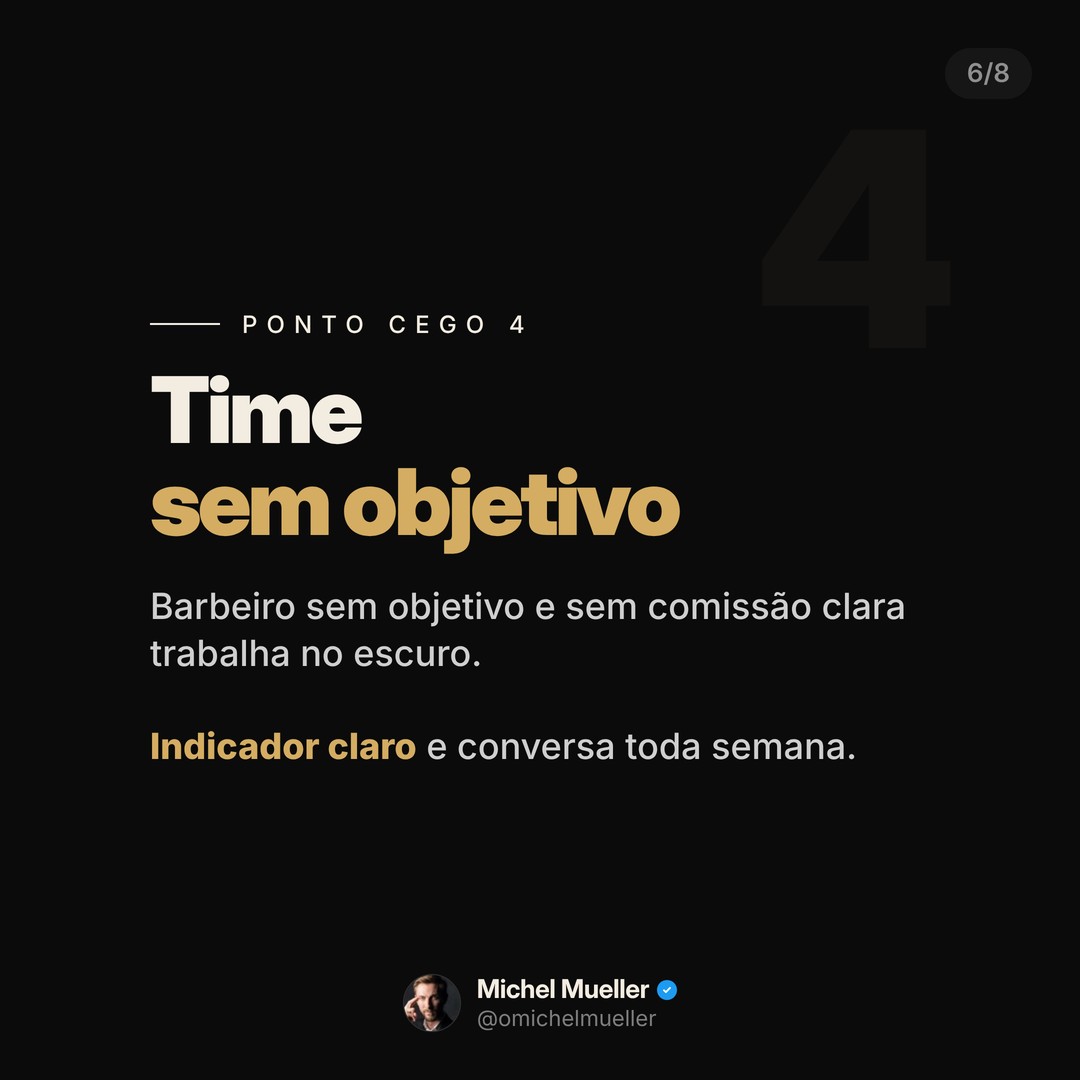 6/8
4
PONTO CEGO 4
Time
sem objetivo
Barbeiro sem objetivo e sem comissão clara
trabalha no escuro.
Indicador claro e conversa toda semana.
Michel Mueller
@omichelmueller